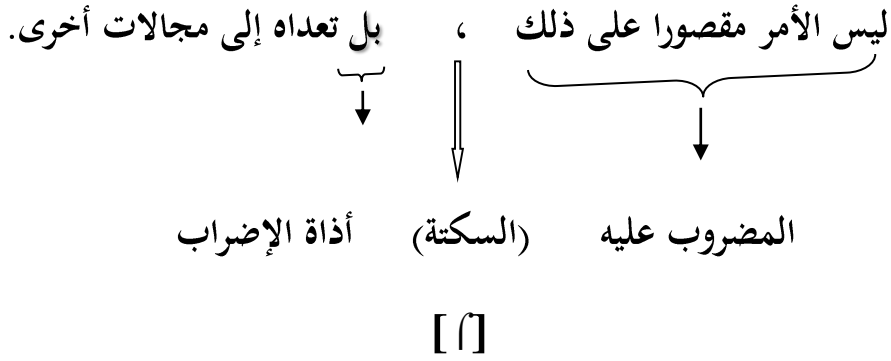 ليس الأمر مقصورا على ذلك ، بل تعداه إلى مجالات أخرى.
المضروب عليه (السكتة) أذاة الإضراب
[ ]